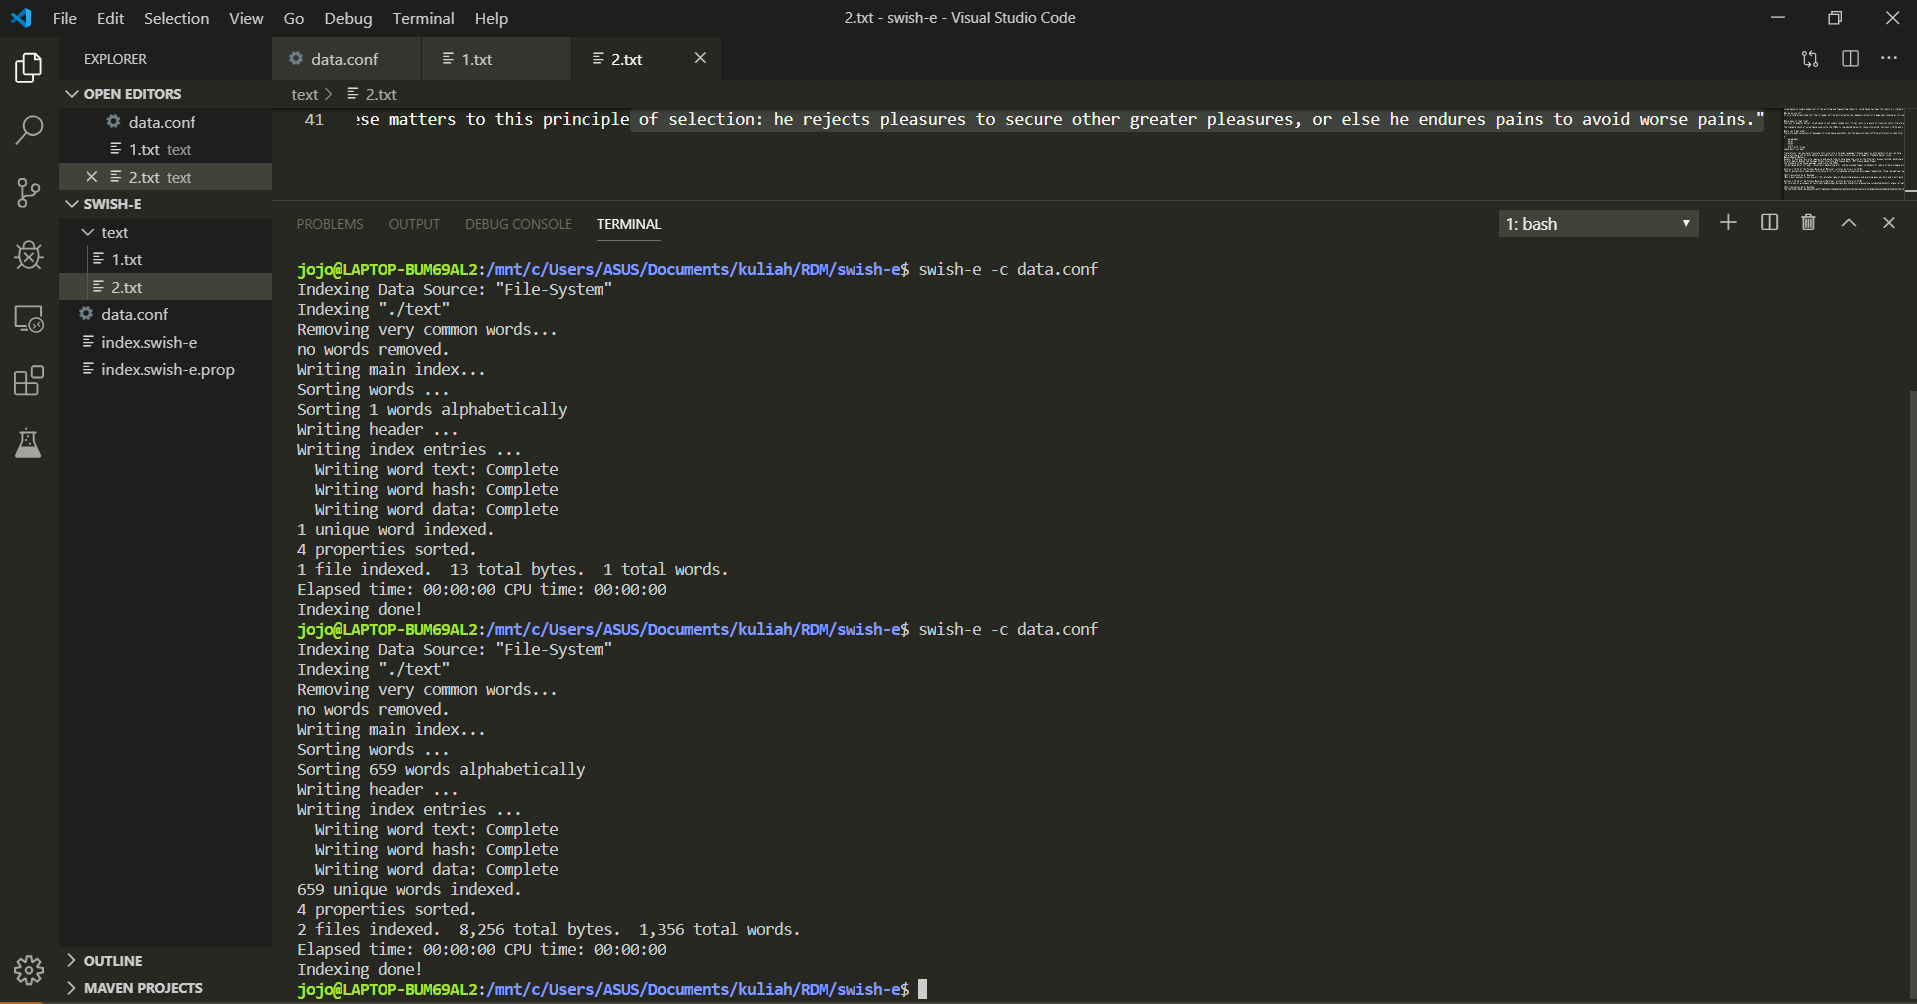 File Edit Selection View Go Debug Terminal Help
2.txt - swish-e - Visual Studio Code
EXPLORER
OPEN EDITORS
data.conf
1.txt text
2.txt text
SWISH-E
text
1.txt
2.txt
data.conf
index.swish-e
index.swish-e.prop
OUTLINE
MAVEN PROJECTS
data.conf
1.txt
2.txt
text
2.txt
41 ese matters to this principle of selection: he rejects pleasures to secure other greater pleasures, or else he endures pains to avoid worse pains."
PROBLEMS OUTPUT DEBUG CONSOLE TERMINAL
1: bash
jojo@LAPTOP-BUM69AL2:/mnt/c/Users/ASUS/Documents/kuliah/RDM/swish-e$ swish-e -c data.conf
Indexing Data Source: "File-System"
Indexing "./text"
Removing very common words...
no words removed.
Writing main index...
Sorting words ...
Sorting 1 words alphabetically
Writing header ...
Writing index entries ...
Writing word text: Complete
Writing word hash: Complete
Writing word data: Complete
1 unique word indexed.
4 properties sorted.
1 file indexed.  13 total bytes.  1 total words.
Elapsed time: 00:00:00 CPU time: 00:00:00
Indexing done!
jojo@LAPTOP-BUM69AL2:/mnt/c/Users/ASUS/Documents/kuliah/RDM/swish-e$ swish-e -c data.conf
Indexing Data Source: "File-System"
Indexing "./text"
Removing very common words...
no words removed.
Writing main index...
Sorting words ...
Sorting 659 words alphabetically
Writing header ...
Writing index entries ...
Writing word text: Complete
Writing word hash: Complete
Writing word data: Complete
659 unique words indexed.
4 properties sorted.
2 files indexed.  8,256 total bytes.  1,356 total words.
Elapsed time: 00:00:00 CPU time: 00:00:00
Indexing done!
jojo@LAPTOP-BUM69AL2:/mnt/c/Users/ASUS/Documents/kuliah/RDM/swish-e$